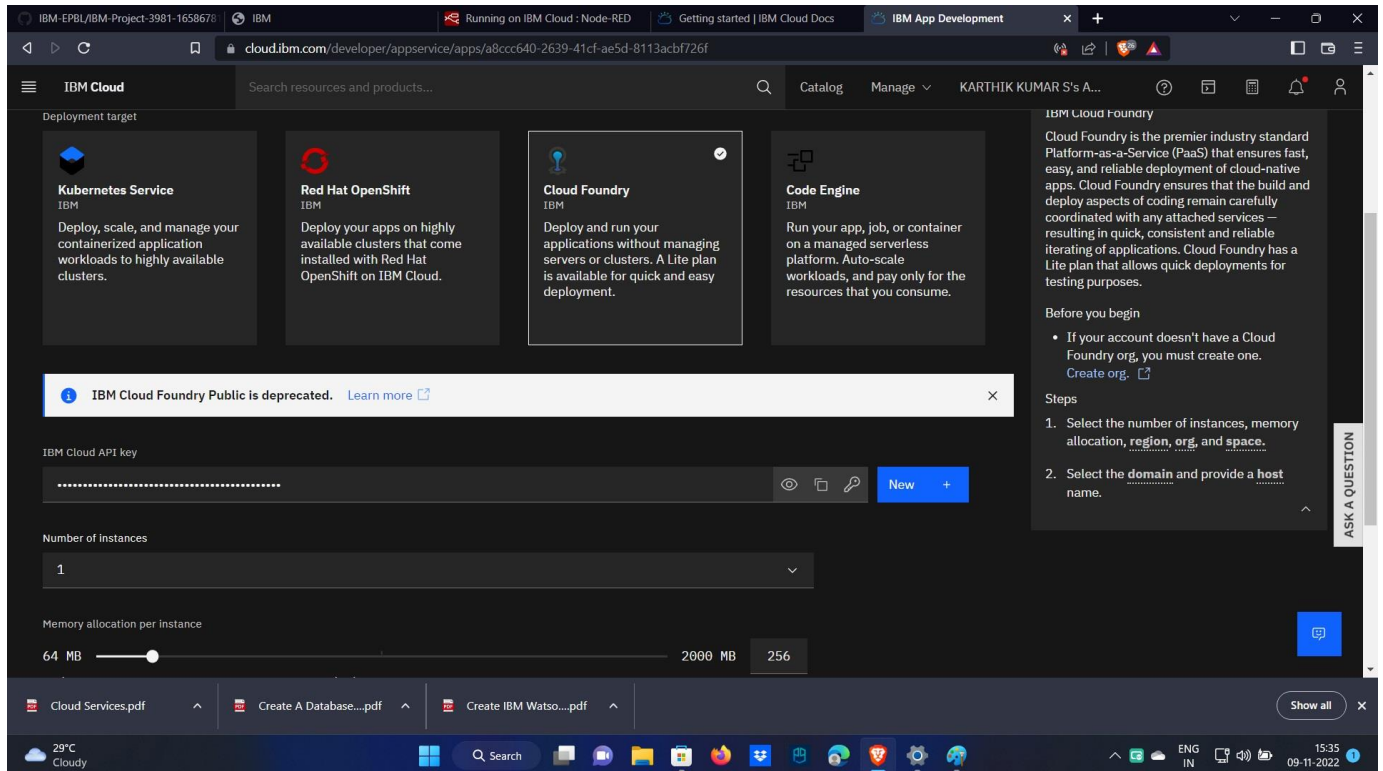 IBM-EPBL/IBM-Project-3981-1658678
IBM
Running on IBM Cloud : Node-RED
Getting started | IBM Cloud Docs
IBM App Development
cloud.ibm.com/developer/appservice/apps/a8ccc640-2639-41cf-ae5d-8113acbf726f
26
IBM Cloud
Search resources and products...
Catalog
Manage
KARTHIK KUMAR S's A...
Deployment target
Kubernetes Service
IBM
Deploy, scale, and manage your
containerized application
workloads to highly available
clusters.
Red Hat OpenShift
IBM
Deploy your apps on highly
available clusters that come
installed with Red Hat
OpenShift on IBM Cloud.
Cloud Foundry
IBM
Deploy and run your
applications without managing
servers or clusters. A Lite plan
is available for quick and easy
deployment.
Code Engine
IBM
Run your app, job, or container
on a managed serverless
platform. Auto-scale
workloads, and pay only for the
resources that you consume.
IBM Cloud Foundry Public is deprecated. Learn more
IBM Cloud API key
New +
Number of instances
1
Memory allocation per instance
64 MB
2000 MB
256
IBM Cloud Foundry
Cloud Foundry is the premier industry standard
Platform-as-a-Service (PaaS) that ensures fast,
easy, and reliable deployment of cloud-native
apps. Cloud Foundry ensures that the build and
deploy aspects of coding remain carefully
coordinated with any attached services —
resulting in quick, consistent and reliable
iterating of applications. Cloud Foundry has a
Lite plan that allows quick deployments for
testing purposes.
Before you begin
• If your account doesn't have a Cloud
Foundry org, you must create one.
Create org.
Steps
1. Select the number of instances, memory
allocation, region, org, and space.
2. Select the domain and provide a host
name.
ASK A QUESTION
Cloud Services.pdf
Create A Database....pdf
Create IBM Watso....pdf
Show all
29°C
Cloudy
Search
ENG
IN
15:35
09-11-2022
1